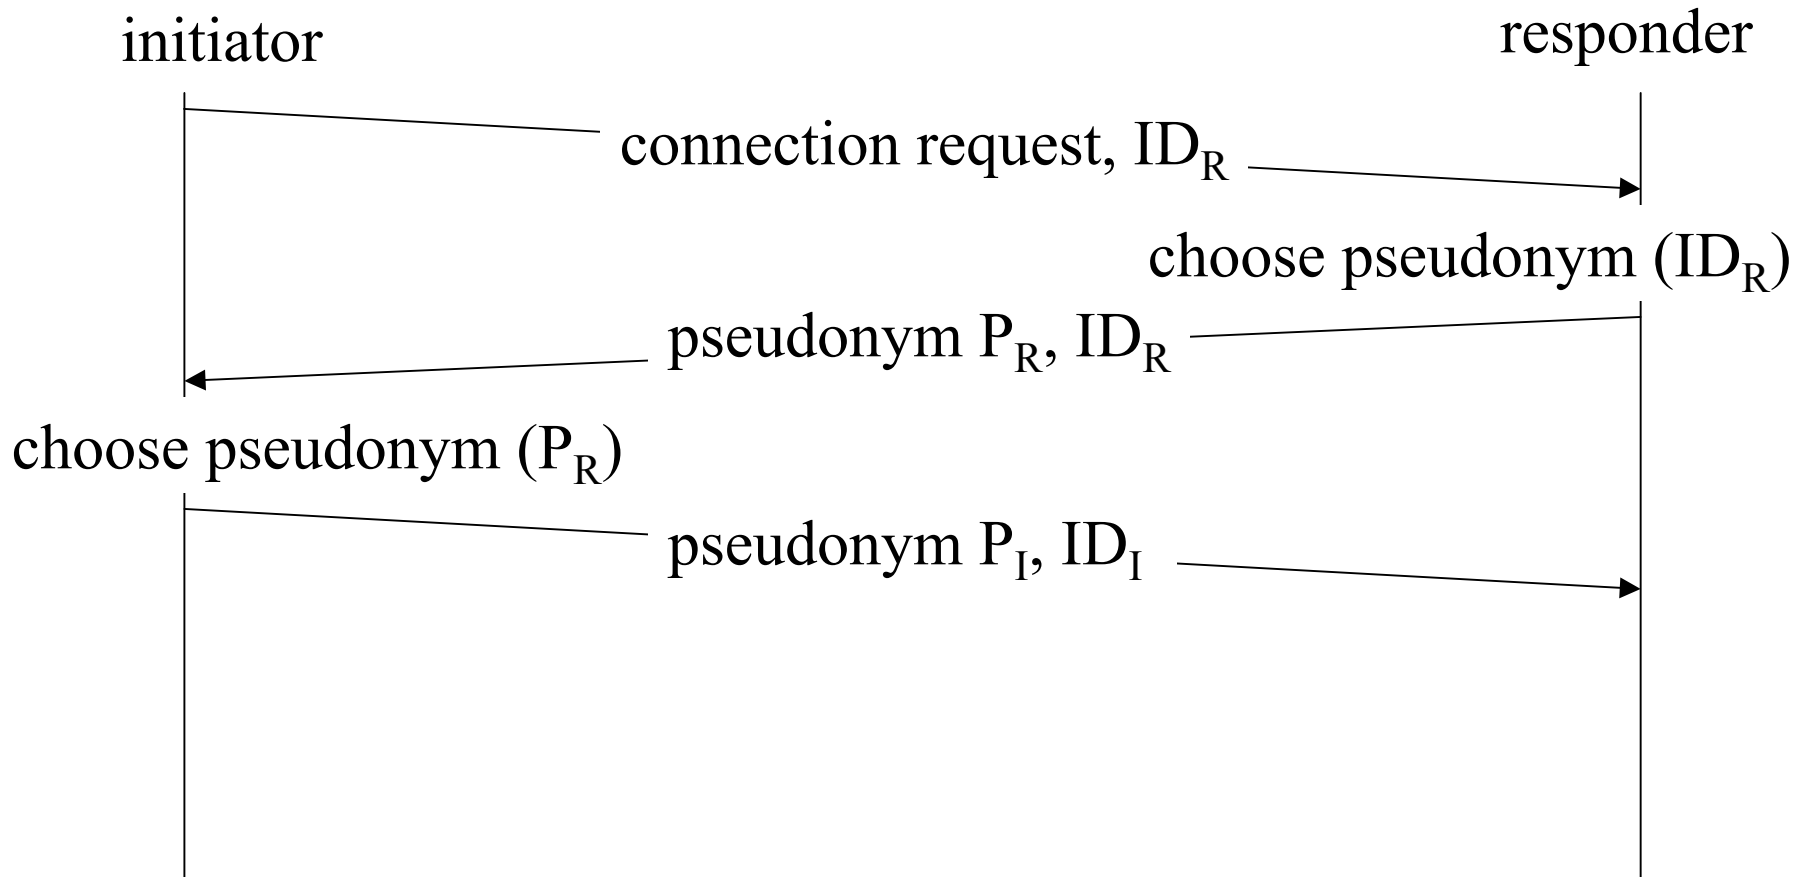 initiator
responder
connection request, ID_R
choose pseudonym (ID_R)
pseudonym P_R, ID_R
choose pseudonym (P_R)
pseudonym P_I, ID_I